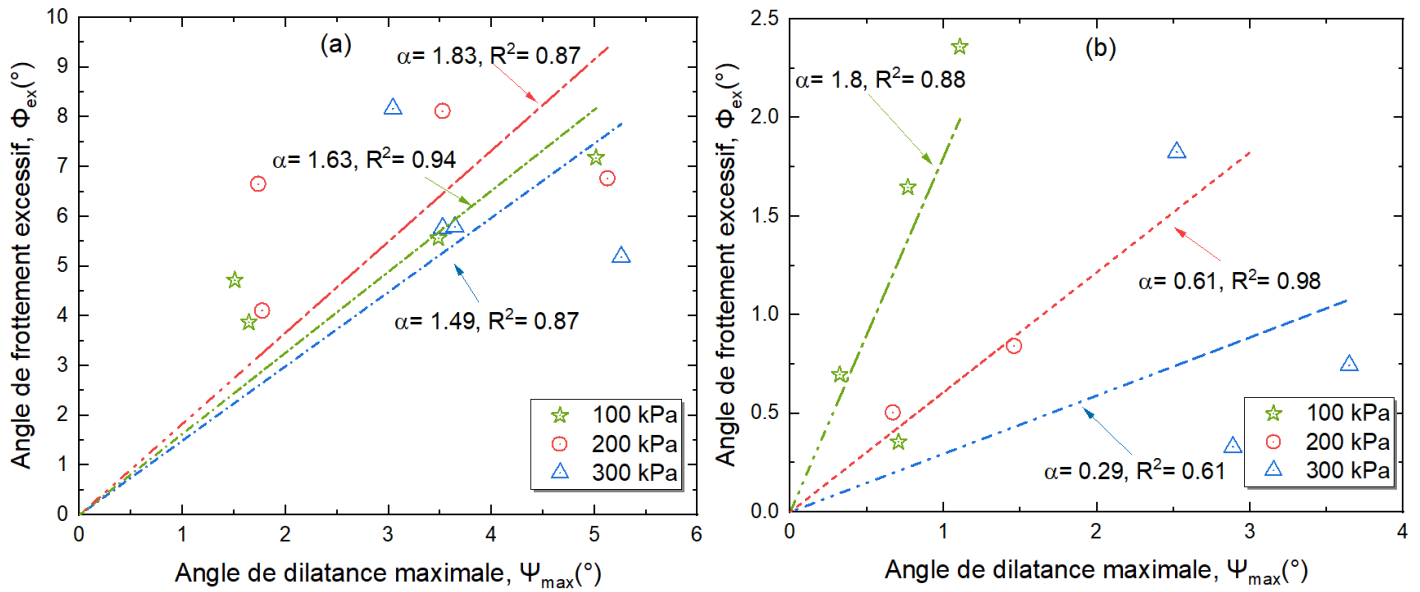 (a)
Angle de frottement excessif, Φex(°)
10
9
8
7
6
5
4
3
2
1
0
α= 1.83, R²= 0.87
α= 1.63, R²= 0.94
α= 1.49, R²= 0.87
100 kPa
200 kPa
300 kPa
0 1 2 3 4 5 6
Angle de dilatance maximale, Ψmax(°)
(b)
Angle de frottement excessif, Φex(°)
2.5
2.0
1.5
1.0
0.5
0.0
α= 1.8, R²= 0.88
α= 0.61, R²= 0.98
α= 0.29, R²= 0.61
100 kPa
200 kPa
300 kPa
0 1 2 3 4
Angle de dilatance maximale, Ψmax(°)